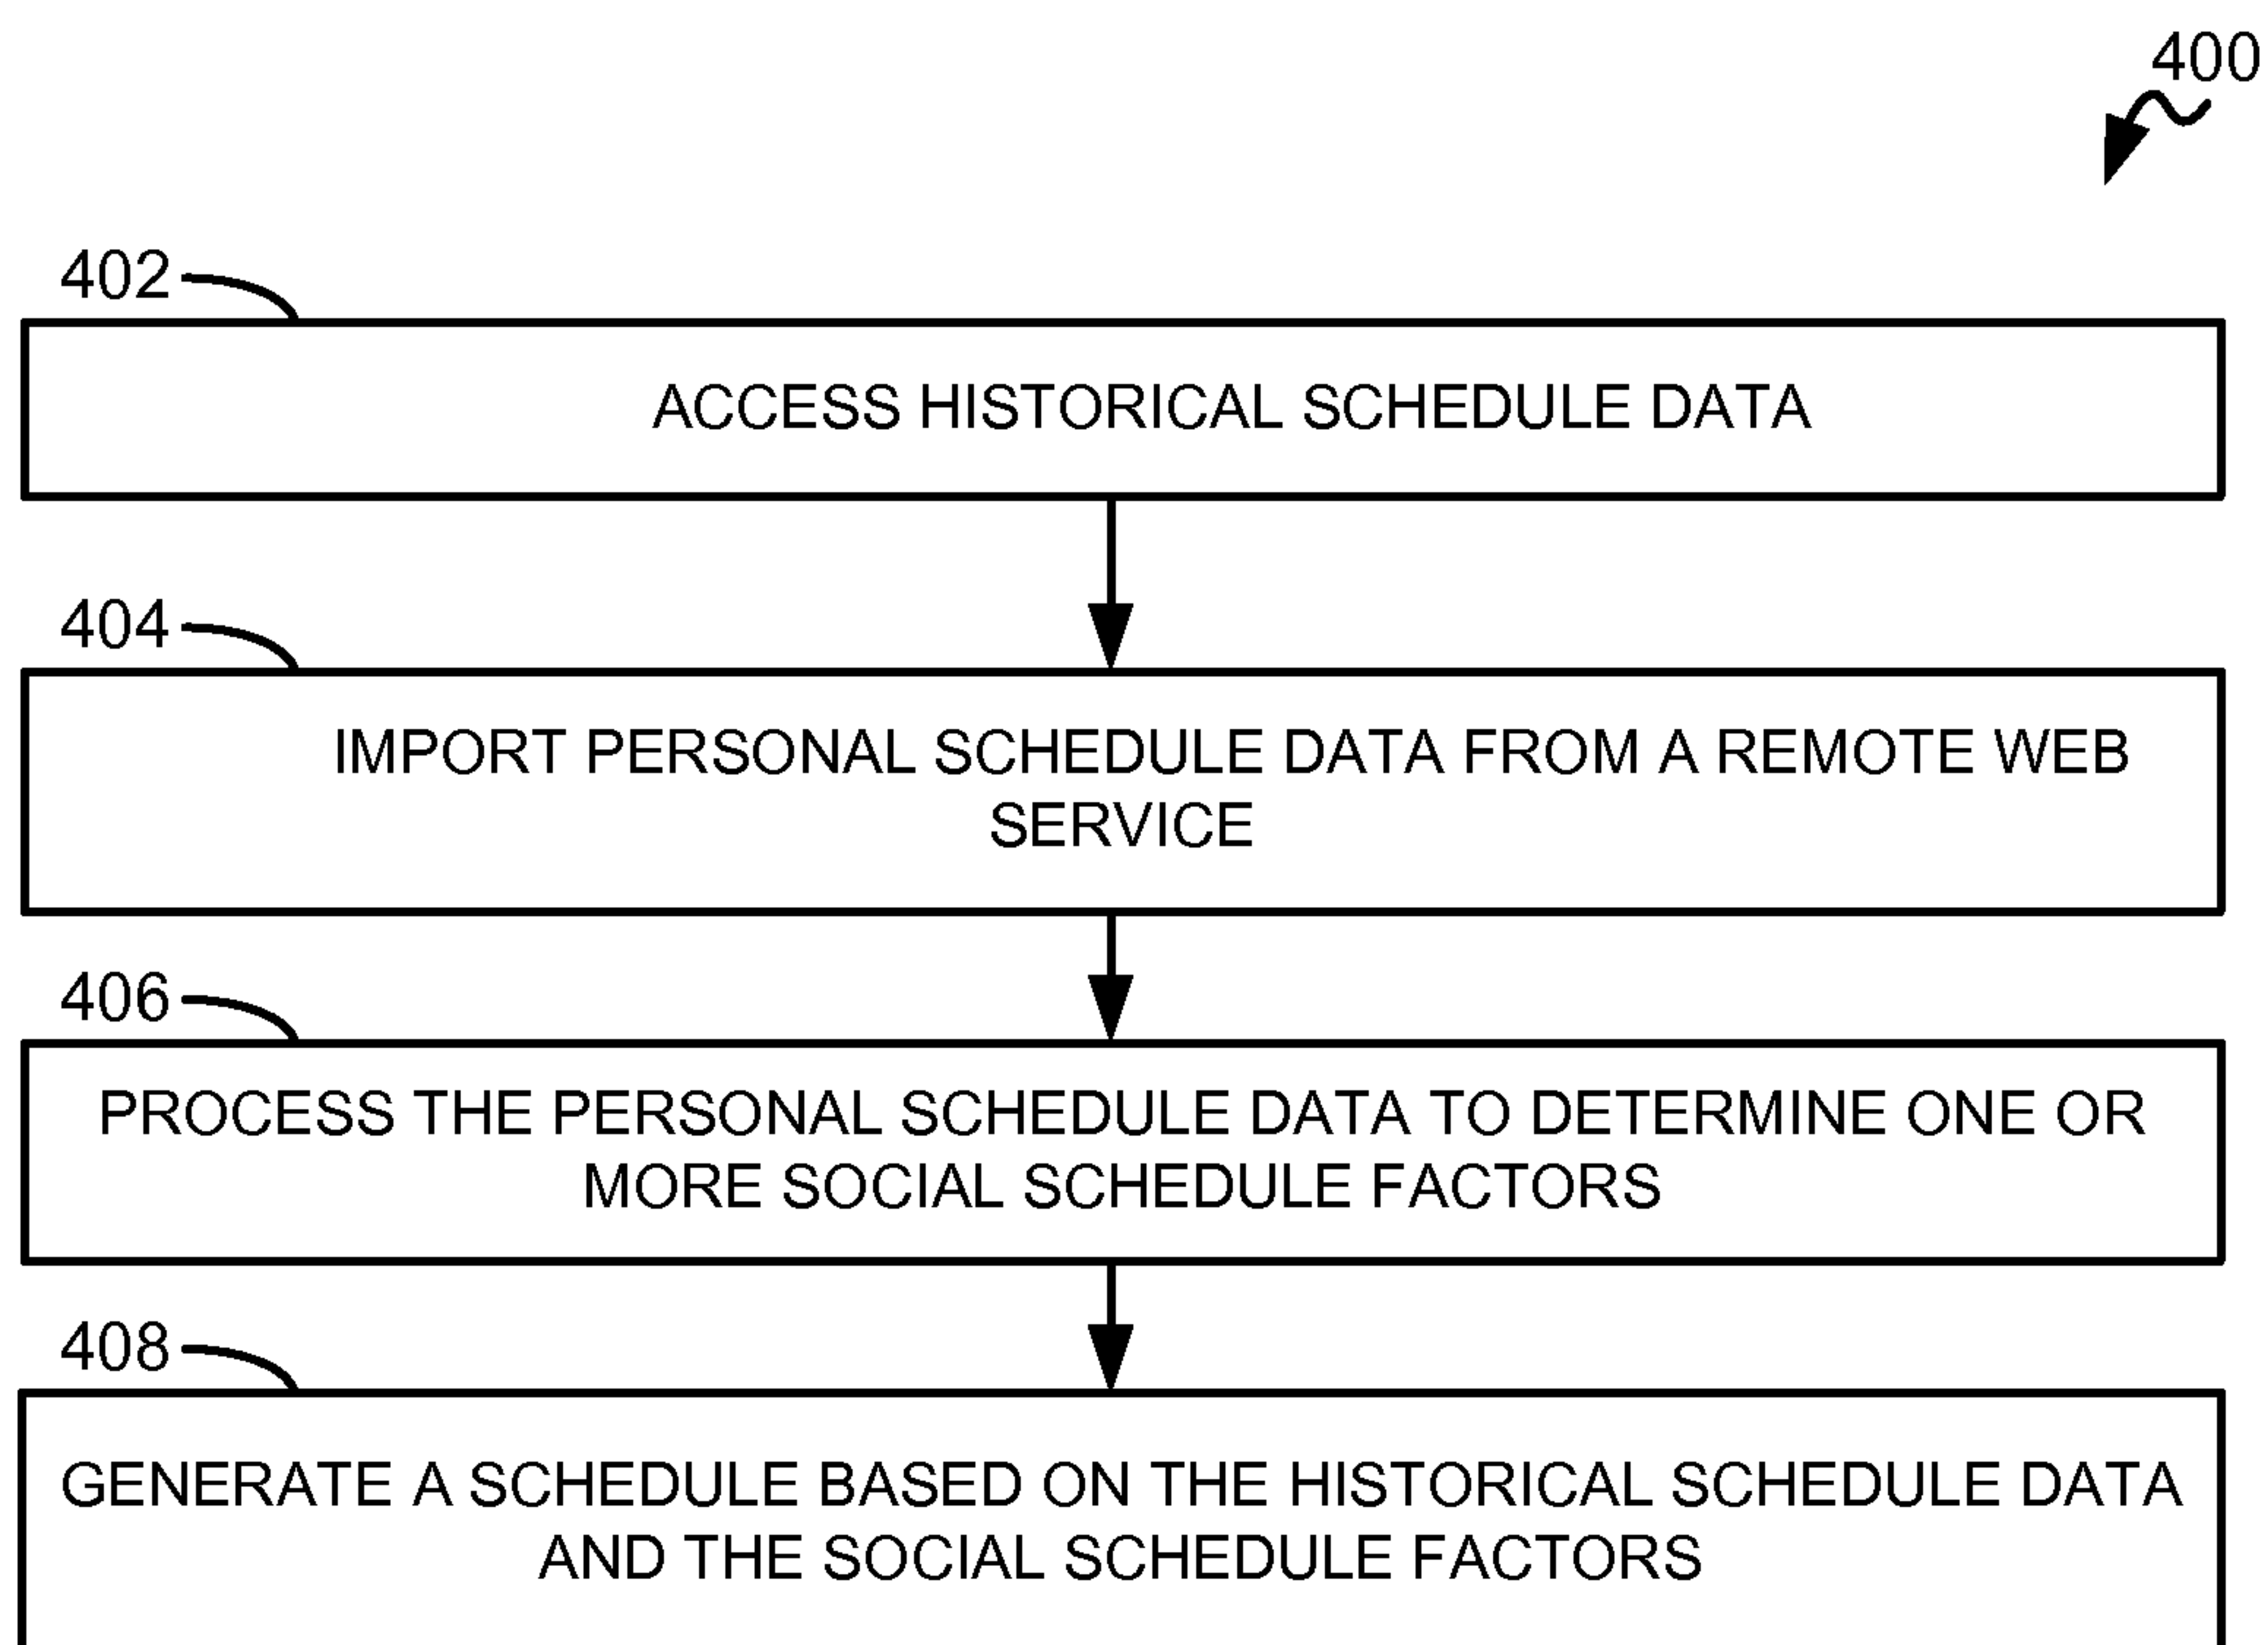 400
402
ACCESS HISTORICAL SCHEDULE DATA
404
IMPORT PERSONAL SCHEDULE DATA FROM A REMOTE WEB
SERVICE
406
PROCESS THE PERSONAL SCHEDULE DATA TO DETERMINE ONE OR
MORE SOCIAL SCHEDULE FACTORS
408
GENERATE A SCHEDULE BASED ON THE HISTORICAL SCHEDULE DATA
AND THE SOCIAL SCHEDULE FACTORS